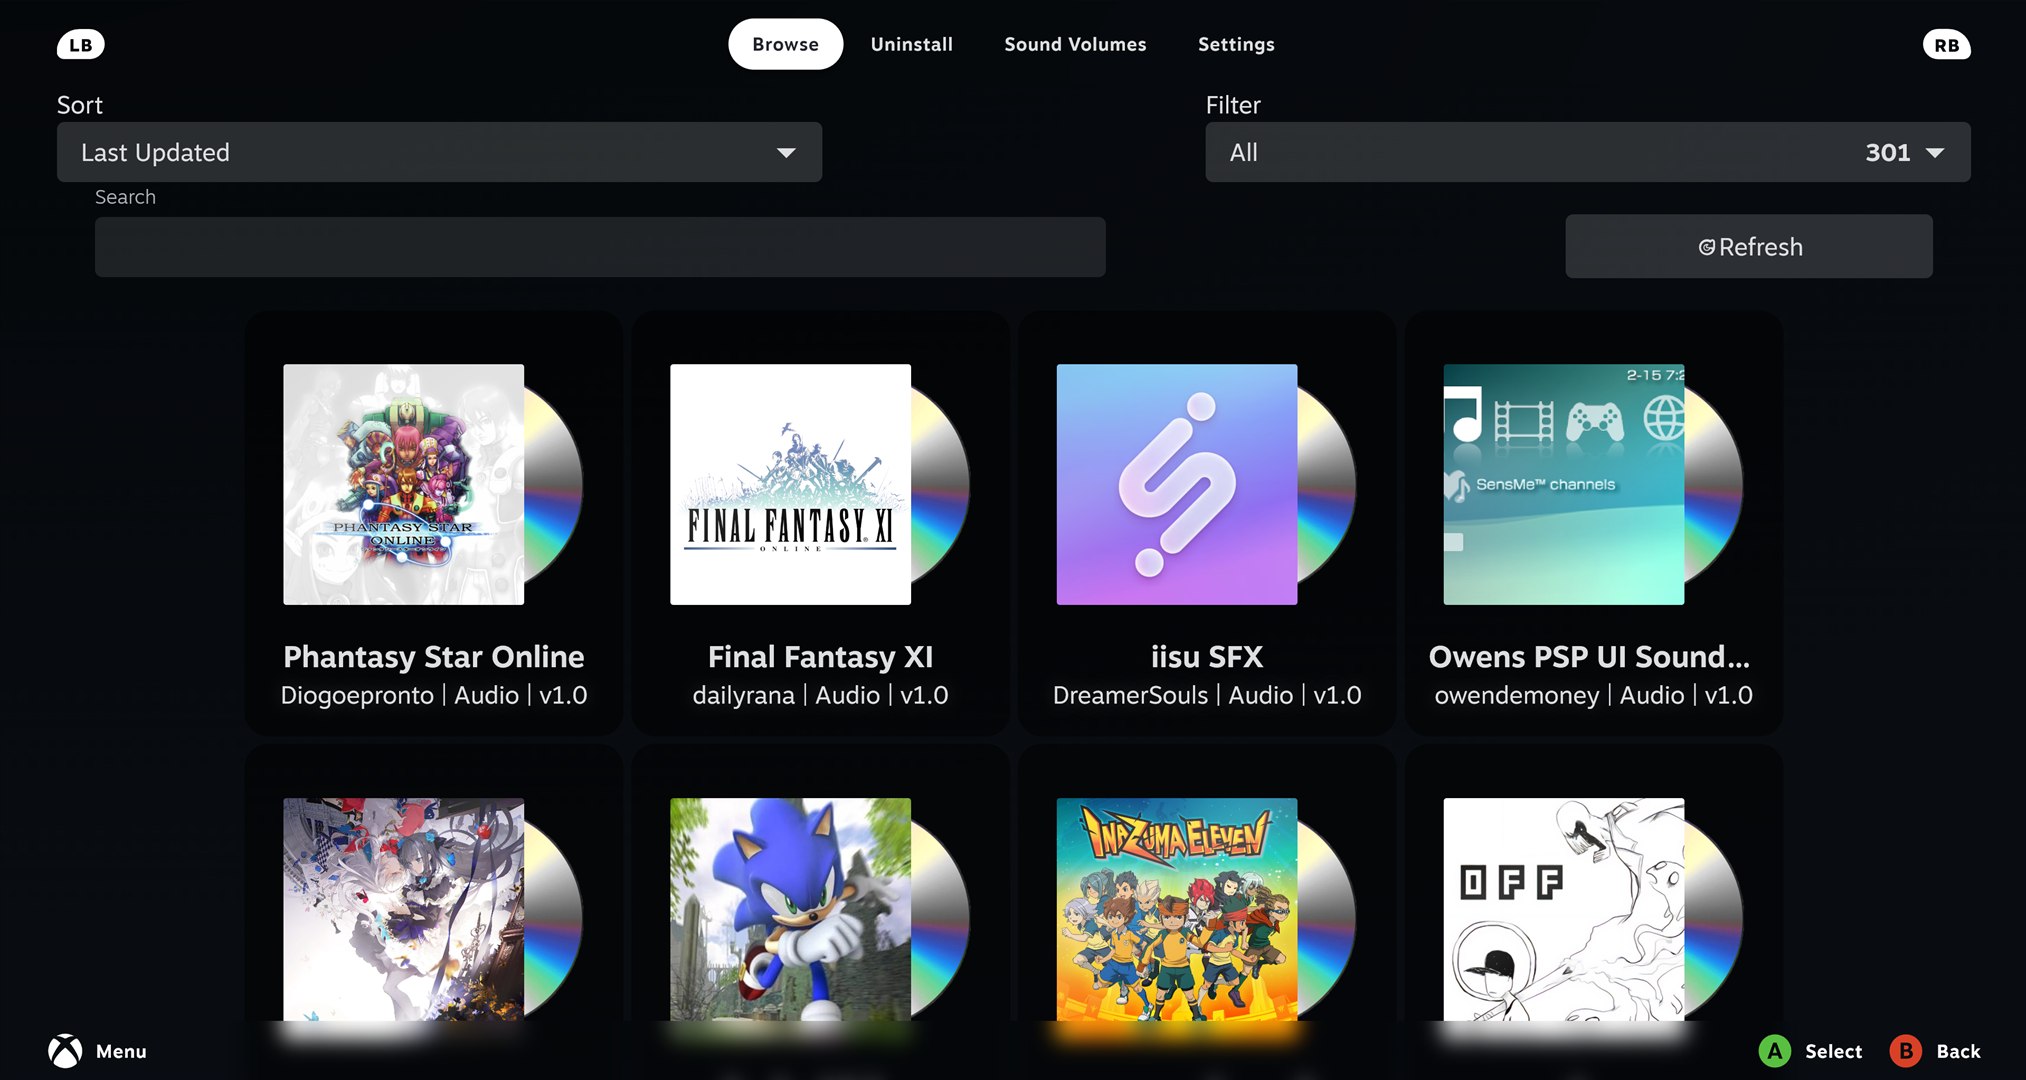 LB
Browse
Uninstall
Sound Volumes
Settings
RB
Sort
Filter
Last Updated
All
301
Search
Refresh
PHANTASY STAR
ONLINE
FINAL FANTASY XI
ONLINE
2-15 7:2
SensMe™ channels
Phantasy Star Online
Diogoepronto | Audio | v1.0
Final Fantasy XI
dailyrana | Audio | v1.0
iisu SFX
DreamerSouls | Audio | v1.0
Owens PSP UI Sound...
owendemoney | Audio | v1.0
INAZUMA ELEVEN
OFF
Menu
A Select
B Back